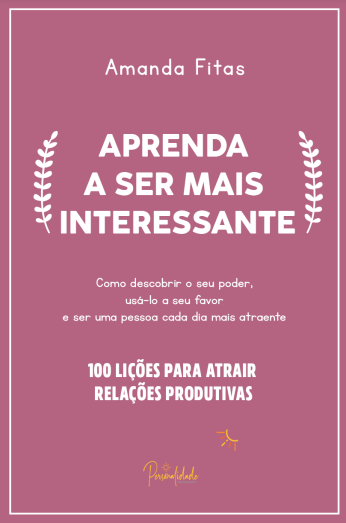 Amanda Fitas
APRENDA
A SER MAIS
INTERESSANTE
Como descobrir o seu poder,
usá-lo a seu favor
e ser uma pessoa cada dia mais atraente
100 LIÇÕES PARA ATRAIR
RELAÇÕES PRODUTIVAS
Personalidade